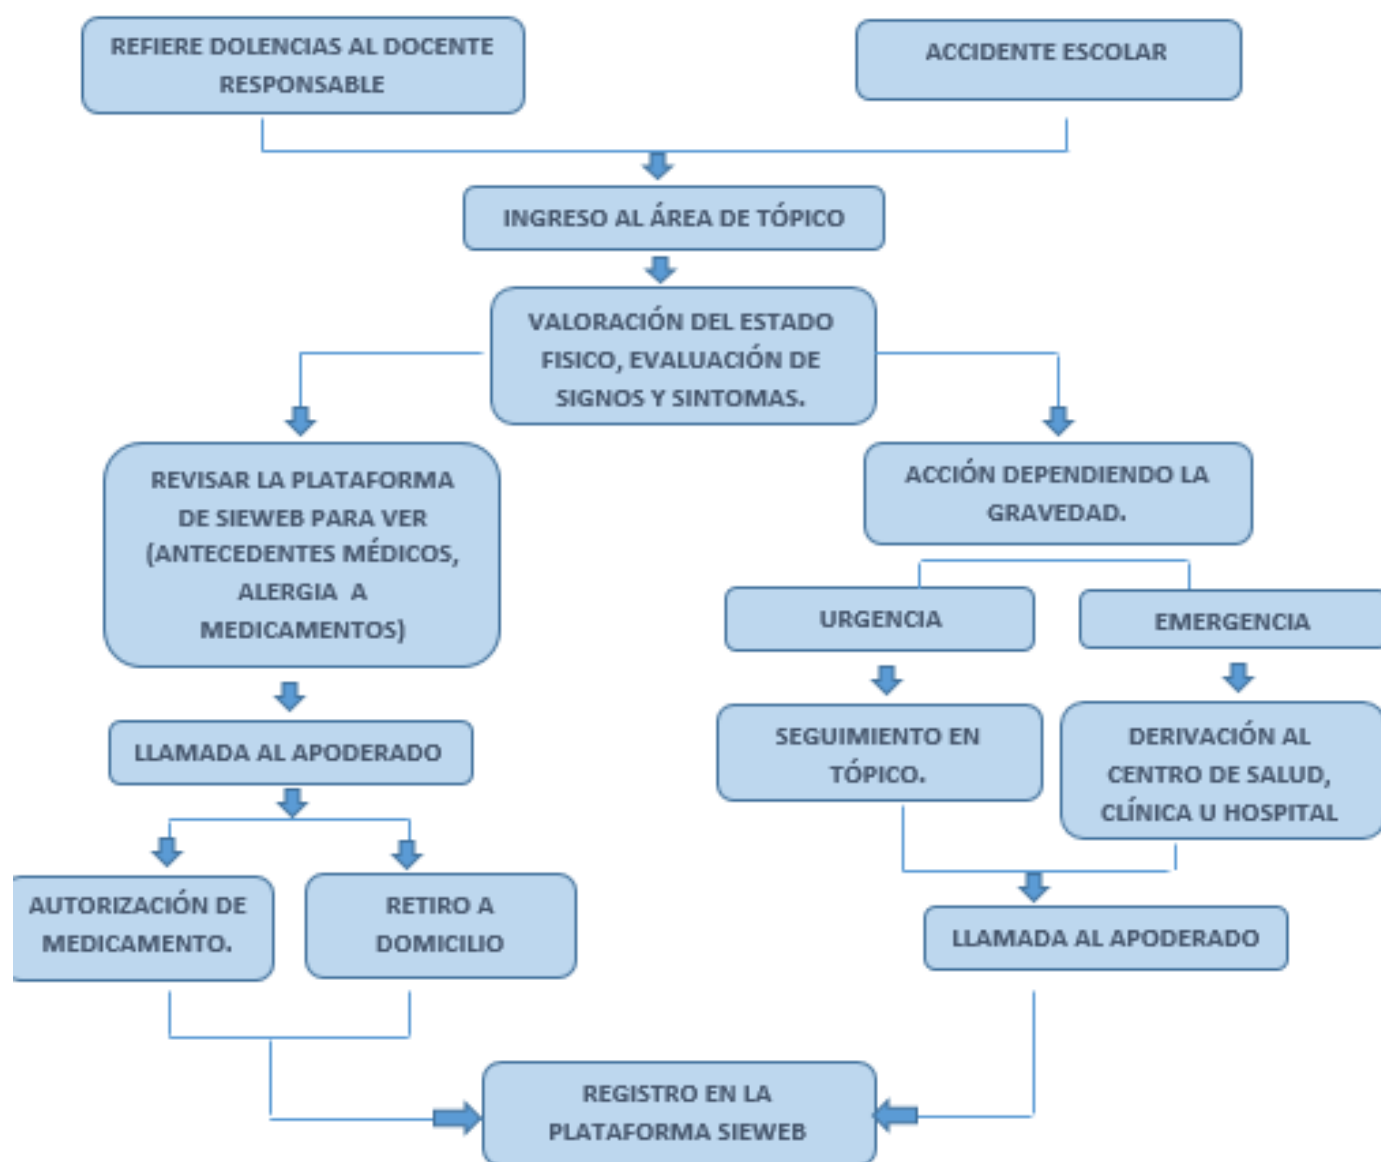 REFIERE DOLENCIAS AL DOCENTE
RESPONSABLE
ACCIDENTE ESCOLAR
INGRESO AL ÁREA DE TÓPICO
VALORACIÓN DEL ESTADO
FISICO, EVALUACIÓN DE
SIGNOS Y SINTOMAS.
REVISAR LA PLATAFORMA
DE SIEWEB PARA VER
(ANTECEDENTES MÉDICOS,
ALERGIA A
MEDICAMENTOS)
ACCIÓN DEPENDIENDO LA
GRAVEDAD.
URGENCIA
EMERGENCIA
LLAMADA AL APODERADO
SEGUIMIENTO EN
TÓPICO.
DERIVACIÓN AL
CENTRO DE SALUD,
CLÍNICA U HOSPITAL
AUTORIZACIÓN DE
MEDICAMENTO.
RETIRO A
DOMICILIO
LLAMADA AL APODERADO
REGISTRO EN LA
PLATAFORMA SIEWEB